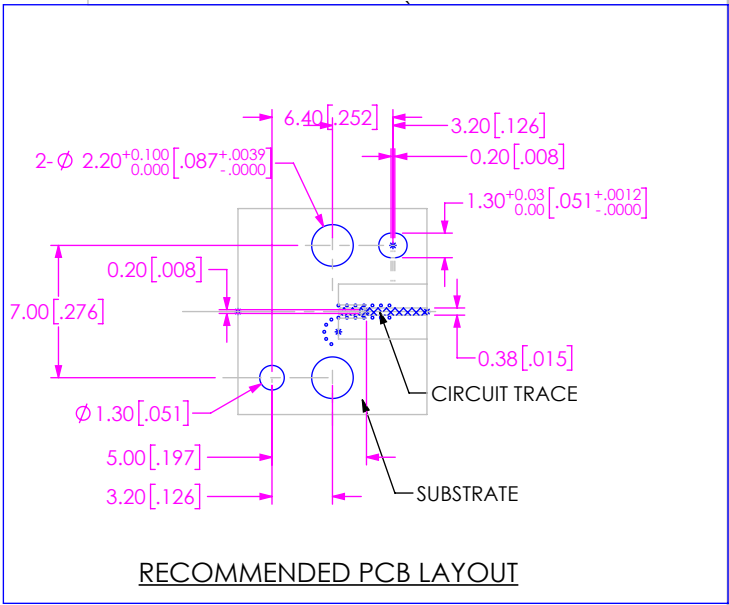 6.40[.252]
3.20[.126]
2-Ø 2.20+0.100 0.000[.087+.0039 -.0000]
0.20[.008]
1.30+0.03 0.00[.051+.0012 -.0000]
0.20[.008]
7.00[.276]
0.38[.015]
CIRCUIT TRACE
Ø1.30[.051]
5.00[.197]
3.20[.126]
SUBSTRATE
RECOMMENDED PCB LAYOUT